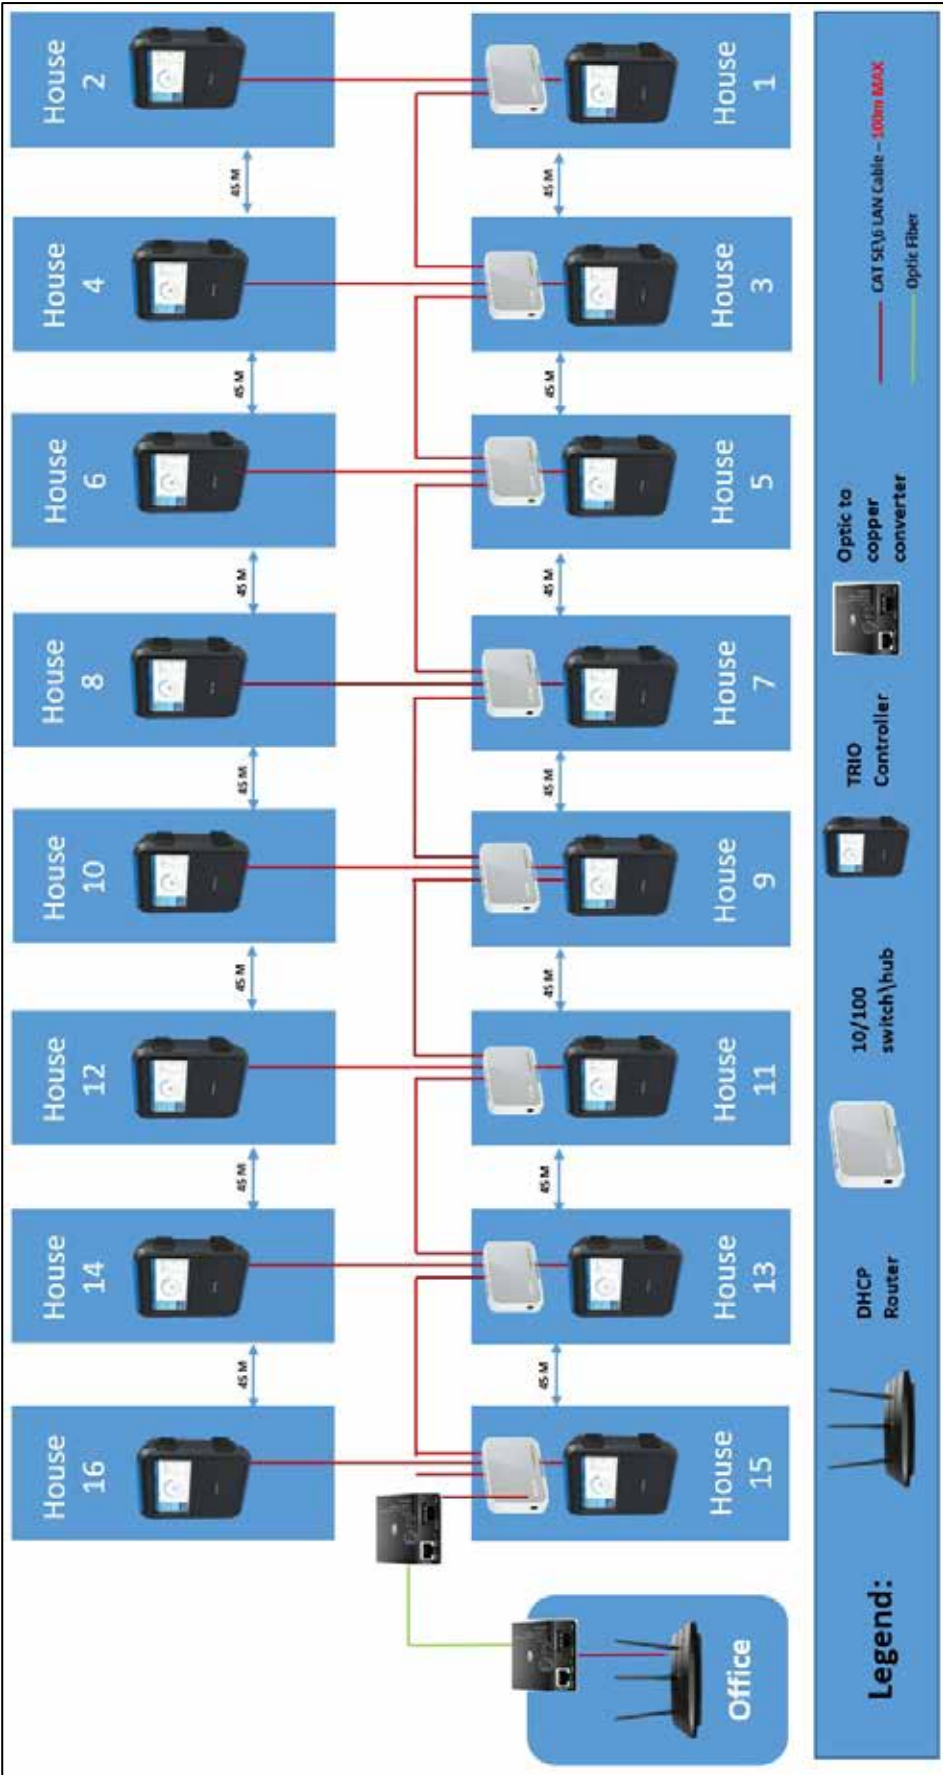 House
2
House
1
45 M
45 M
House
4
House
3
45 M
45 M
House
6
House
5
45 M
45 M
House
8
House
7
45 M
45 M
House
10
House
9
45 M
45 M
House
12
House
11
45 M
45 M
House
14
House
13
45 M
45 M
House
16
House
15
Office
Legend:
DHCP
Router
10/100
switch\hub
TRIO
Controller
Optic to
copper
converter
CAT 5E\6 LAN Cable – 100m MAX
Optic Fiber